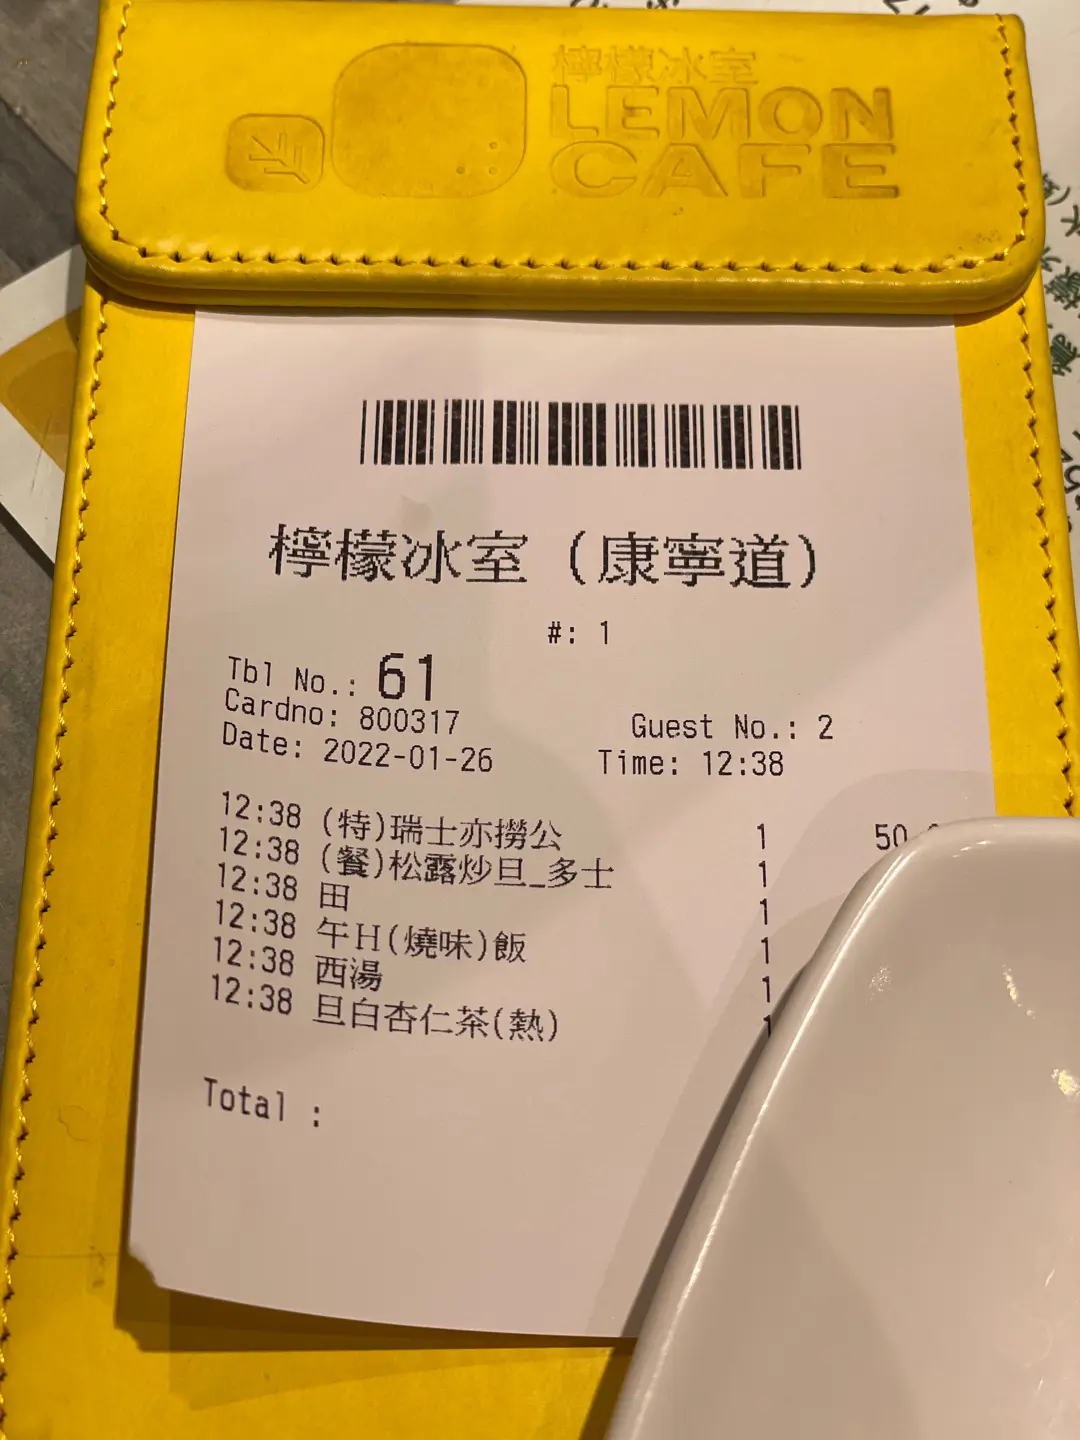 檸檬冰室
LEMON
CAFE
檸檬冰室 (康寧道)
#: 1
Tbl No.: 61
Cardno: 800317 Guest No.: 2
Date: 2022-01-26 Time: 12:38
12:38 (特)瑞士亦撈公 1 50
12:38 (餐)松露炒旦_多士 1
12:38 田 1
12:38 午H(燒味)飯 1
12:38 西湯 1
12:38 旦白杏仁茶(熱) 1
Total :